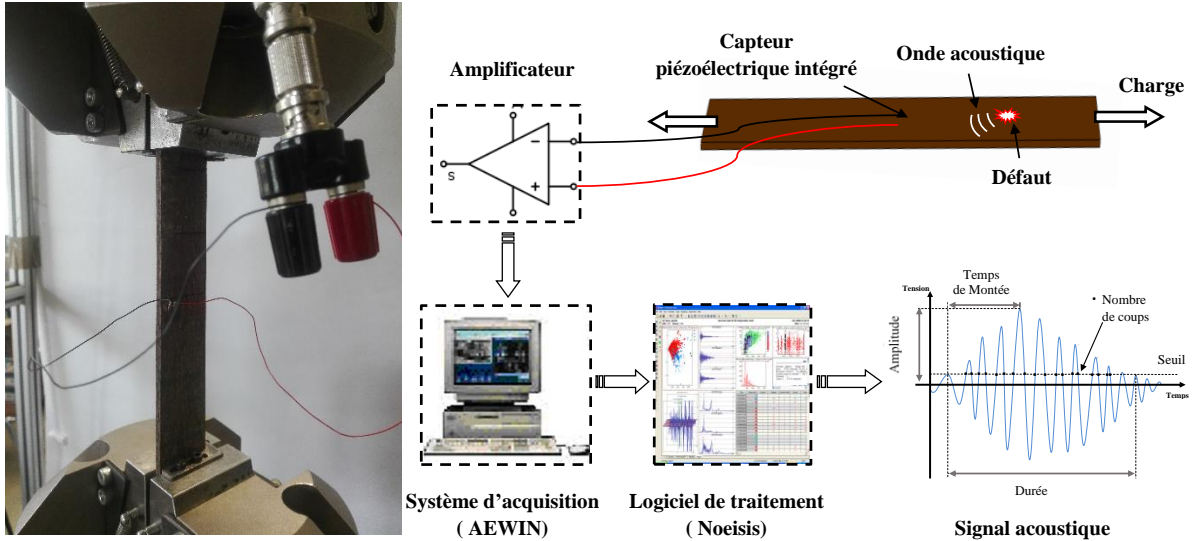 Capteur
piézoélectrique intégré
Onde acoustique
Amplificateur
Charge
Défaut
−
+
S
Temps
de Montée
Tension
• Nombre
de coups
Amplitude
Seuil
Temps
Durée
Système d'acquisition
( AEWIN)
Logiciel de traitement
( Noeisis)
Signal acoustique